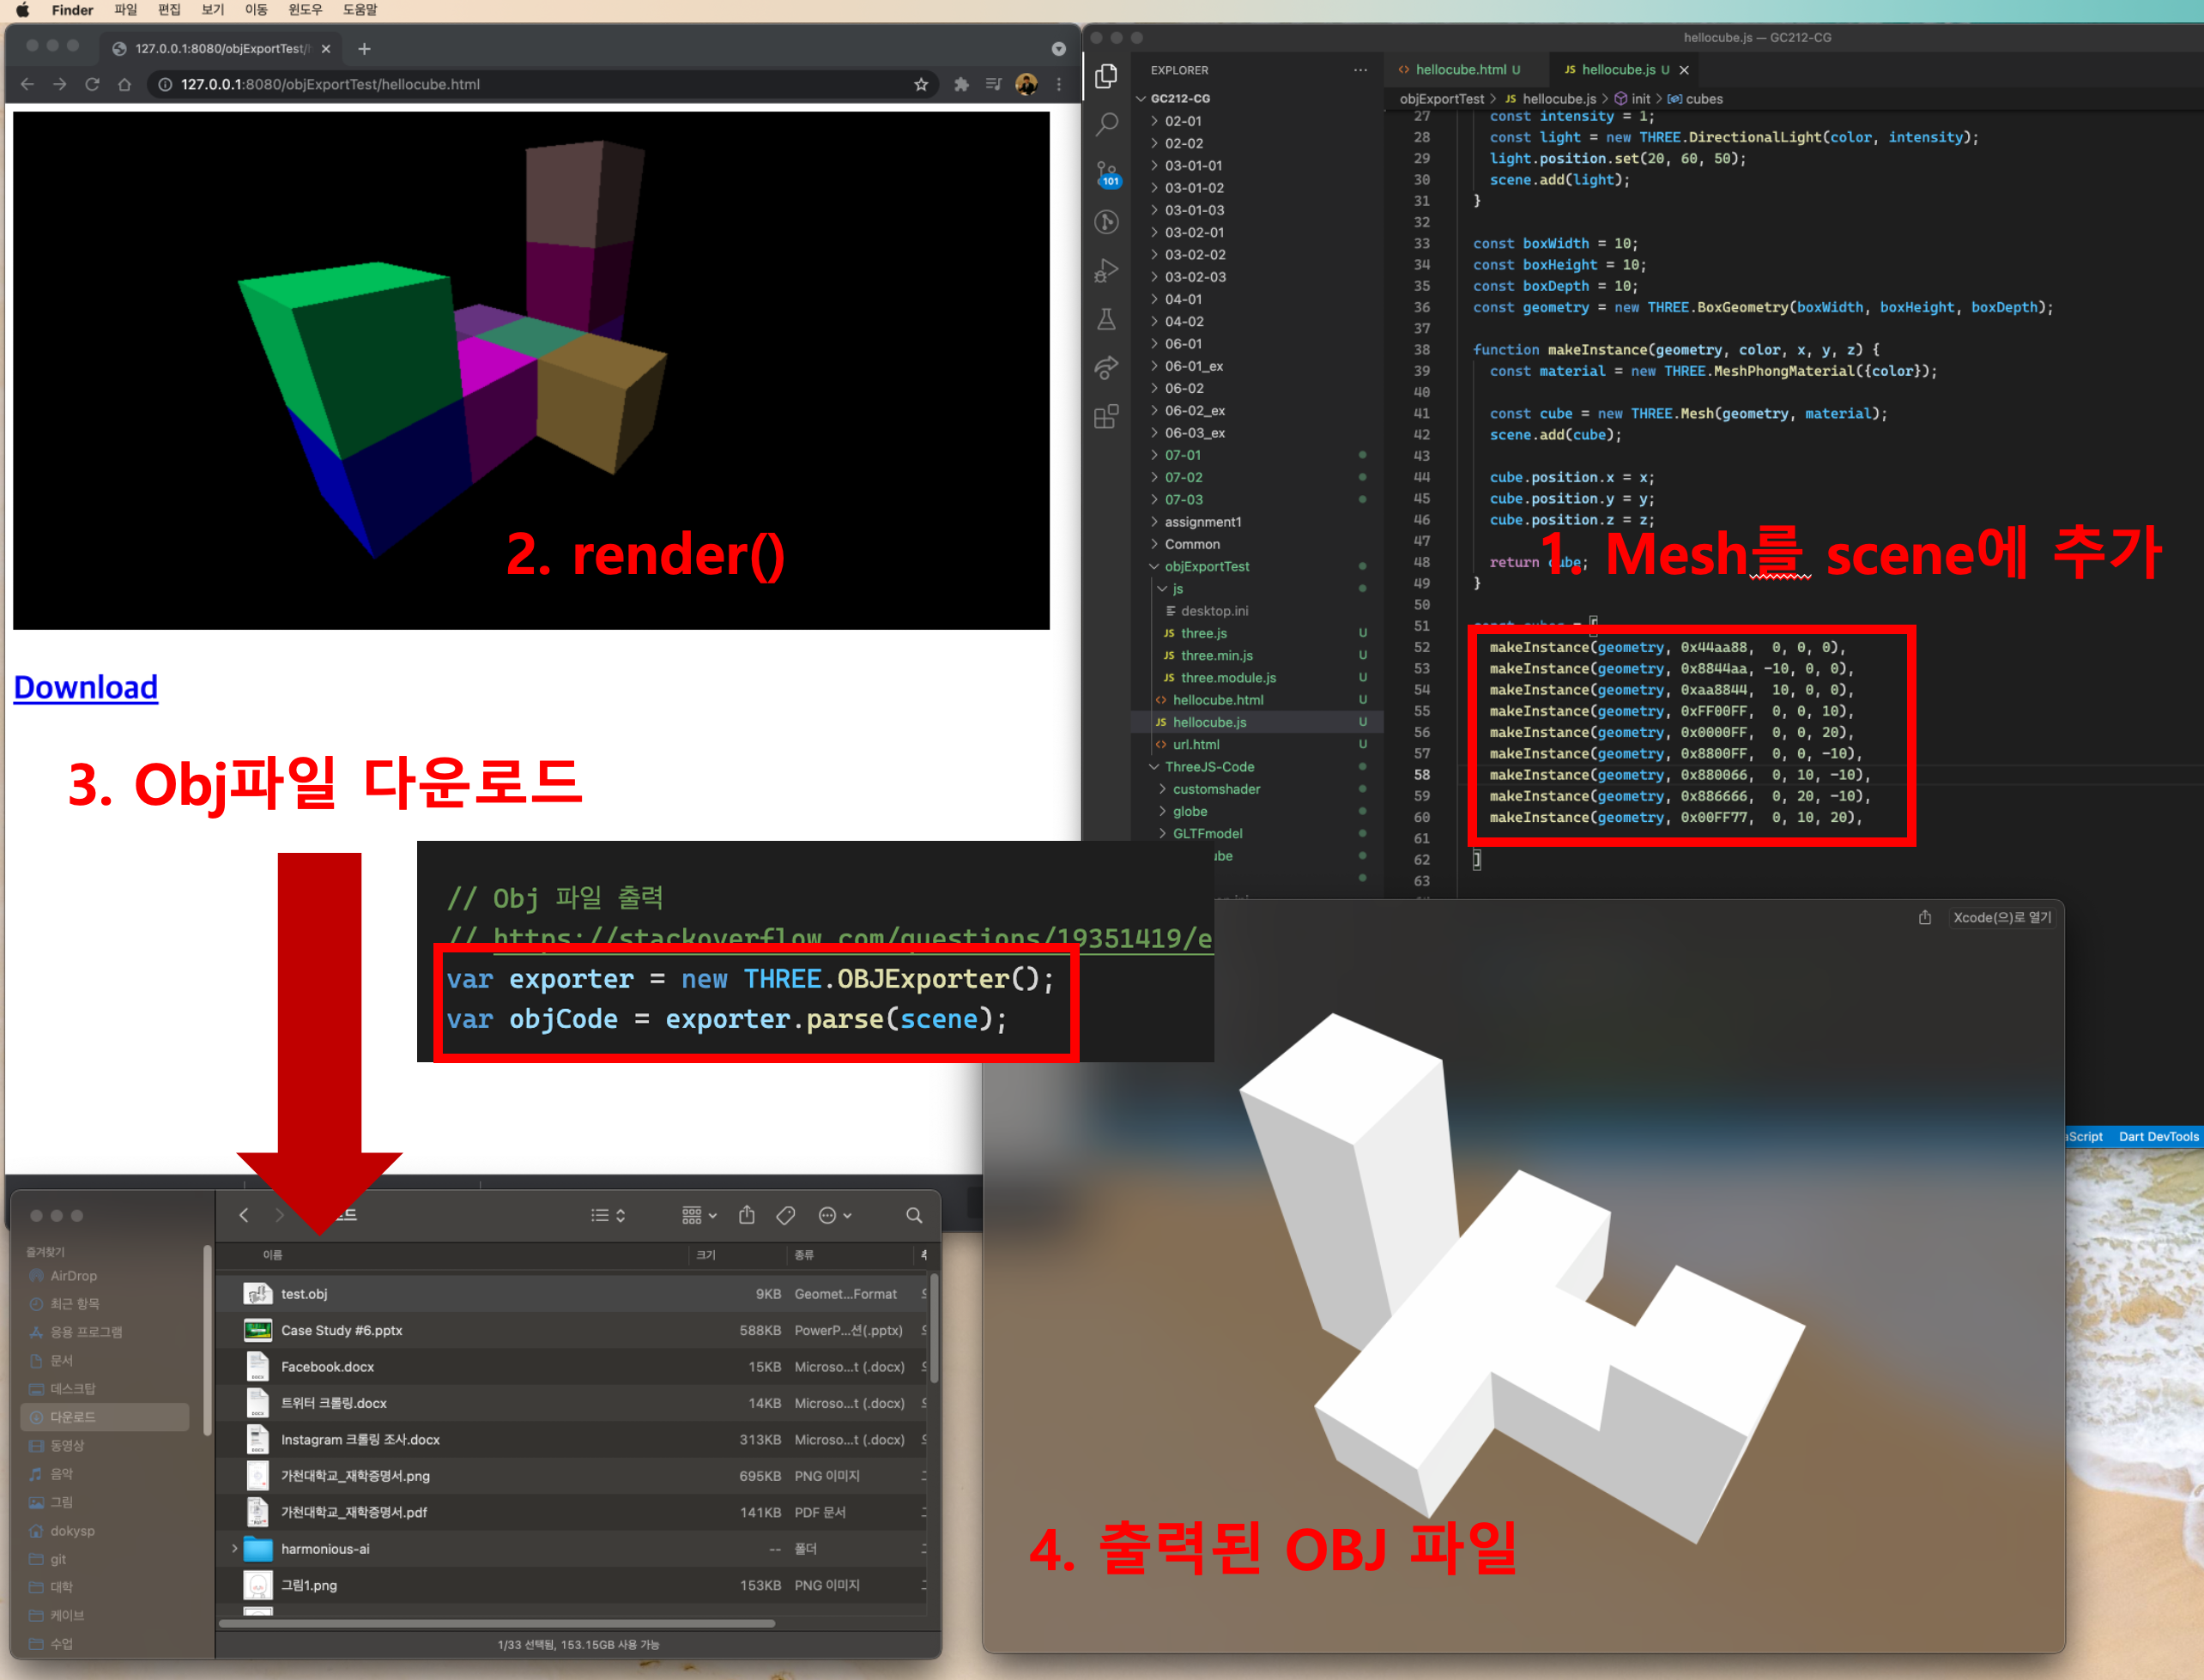 Finder 파일 편집 보기 이동 윈도우 도움말
127.0.0.1:8080/objExportTest/
127.0.0.1:8080/objExportTest/hellocube.html
2. render()
Download
3. Obj파일 다운로드
hellocube.js — GC212-CG
EXPLORER
hellocube.html U
JS hellocube.js U
objExportTest > JS hellocube.js > init > cubes
GC212-CG
02-01
02-02
03-01-01
03-01-02
03-01-03
03-02-01
03-02-02
03-02-03
04-01
04-02
06-01
06-01_ex
06-02
06-02_ex
06-03_ex
07-01
07-02
07-03
assignment1
Common
objExportTest
js
desktop.ini
JS three.js U
JS three.min.js U
JS three.module.js U
hellocube.html U
JS hellocube.js U
url.html U
ThreeJS-Code
customshader
globe
GLTFmodel
101
27 const intensity = 1;
28 const light = new THREE.DirectionalLight(color, intensity);
29 light.position.set(20, 60, 50);
30 scene.add(light);
31 }
32
33 const boxWidth = 10;
34 const boxHeight = 10;
35 const boxDepth = 10;
36 const geometry = new THREE.BoxGeometry(boxWidth, boxHeight, boxDepth);
37
38 function makeInstance(geometry, color, x, y, z) {
39 const material = new THREE.MeshPhongMaterial({color});
40
41 const cube = new THREE.Mesh(geometry, material);
42 scene.add(cube);
43
44 cube.position.x = x;
45 cube.position.y = y;
46 cube.position.z = z;
47
1. Mesh를 scene에 추가
48 return cube;
49 }
50
51 const cubes = [
52 makeInstance(geometry, 0x44aa88, 0, 0, 0),
53 makeInstance(geometry, 0x8844aa, -10, 0, 0),
54 makeInstance(geometry, 0xaa8844, 10, 0, 0),
55 makeInstance(geometry, 0xFF00FF, 0, 0, 10),
56 makeInstance(geometry, 0x0000FF, 0, 0, 20),
57 makeInstance(geometry, 0x8800FF, 0, 0, -10),
58 makeInstance(geometry, 0x880066, 0, 10, -10),
59 makeInstance(geometry, 0x886666, 0, 20, -10),
60 makeInstance(geometry, 0x00FF77, 0, 10, 20),
61
62 ]
63
// Obj 파일 출력
// https://stackoverflow.com/questions/19351419/e
var exporter = new THREE.OBJExporter();
var objCode = exporter.parse(scene);
Xcode(으)로 열기
Dart DevTools
4. 출력된 OBJ 파일
즐겨찾기
AirDrop
최근 항목
응용 프로그램
문서
데스크탑
다운로드
동영상
음악
그림
dokysp
git
대학
케이브
수업
이름 크기 종류
test.obj 9KB Geomet...Format
Case Study #6.pptx 588KB PowerP...션(.pptx)
Facebook.docx 15KB Microso...t (.docx)
트위터 크롤링.docx 14KB Microso...t (.docx)
Instagram 크롤링 조사.docx 313KB Microso...t (.docx)
가천대학교_재학증명서.png 695KB PNG 이미지
가천대학교_재학증명서.pdf 141KB PDF 문서
harmonious-ai -- 폴더
그림1.png 153KB PNG 이미지
1/33 선택됨, 153.15GB 사용 가능